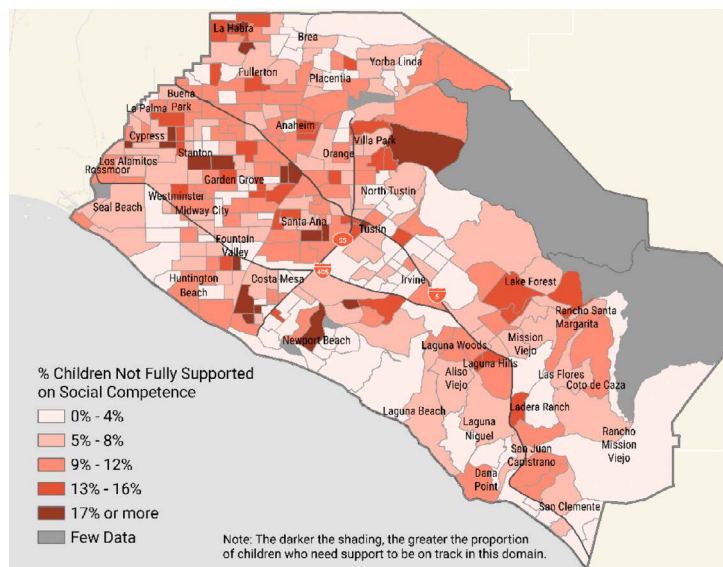 La Habra
Brea
Yorba Linda
Fullerton
Placentia
Buena
Park
La Palma
Anaheim
Cypress
Villa Park
Stanton
Orange
Los Alamitos
Rossmoor
Garden Grove
North Tustin
Westminster
Seal Beach
Midway City
Santa Ana
Tustin
55
Fountain
Valley
405
Irvine
5
Costa Mesa
Huntington
Beach
Lake Forest
Rancho Santa
Margarita
Newport Beach
Mission
Viejo
Laguna Woods
Laguna Hills
Las Flores
Aliso
Viejo
Coto de Caza
Laguna Beach
Ladera Ranch
Laguna
Niguel
Rancho
Mission
Viejo
San Juan
Capistrano
Dana
Point
San Clemente
% Children Not Fully Supported
on Social Competence
0% - 4%
5% - 8%
9% - 12%
13% - 16%
17% or more
Few Data
Note: The darker the shading, the greater the proportion
of children who need support to be on track in this domain.